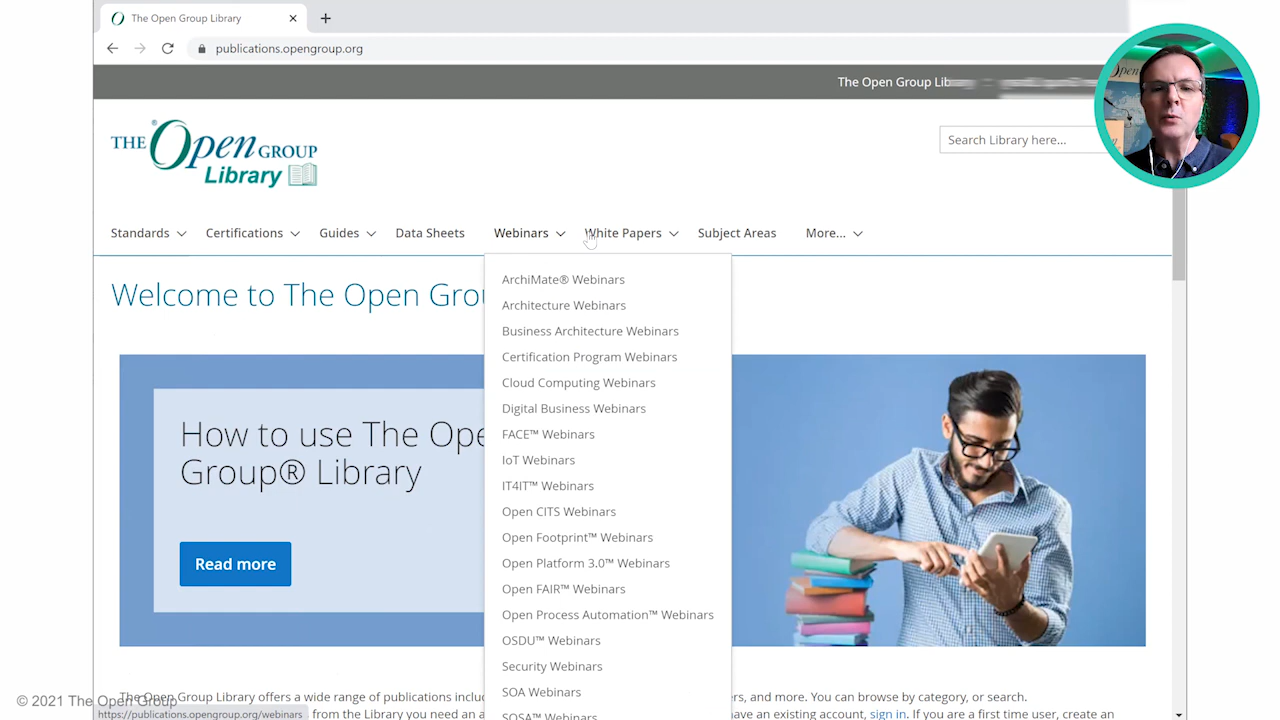 The Open Group Library
publications.opengroup.org
The Open Group Lib
THE Open GROUP
Library
Search Library here...
Standards
Certifications
Guides
Data Sheets
Webinars
White Papers
Subject Areas
More...
Welcome to The Open Grou
ArchiMate® Webinars
Architecture Webinars
Business Architecture Webinars
Certification Program Webinars
Cloud Computing Webinars
Digital Business Webinars
FACE™ Webinars
IoT Webinars
IT4IT™ Webinars
Open CITS Webinars
Open Footprint™ Webinars
Open Platform 3.0™ Webinars
Open FAIR™ Webinars
Open Process Automation™ Webinars
OSDU™ Webinars
Security Webinars
SOA Webinars
SOSA™ Webinars
How to use The Ope
Group® Library
Read more
The Open Group Library offers a wide range of publications inclu
rs, and more. You can browse by category, or search.
© 2021 The Open Group
https://publications.opengroup.org/webinars
from the Library you need an a
have an existing account, sign in. If you are a first time user, create an